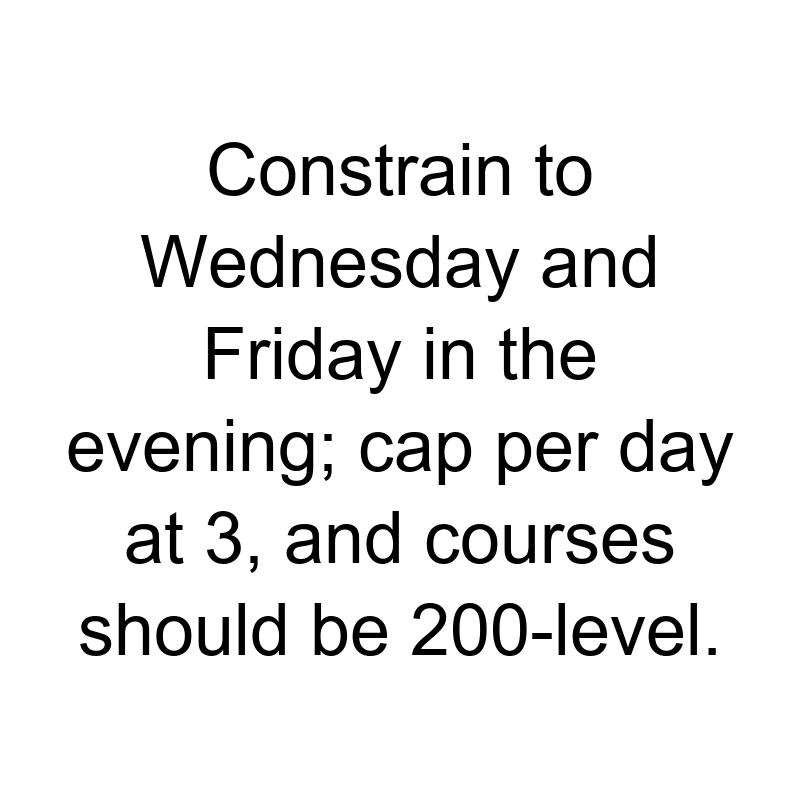 Constrain to
Wednesday and
Friday in the
evening; cap per day
at 3, and courses
should be 200-level.